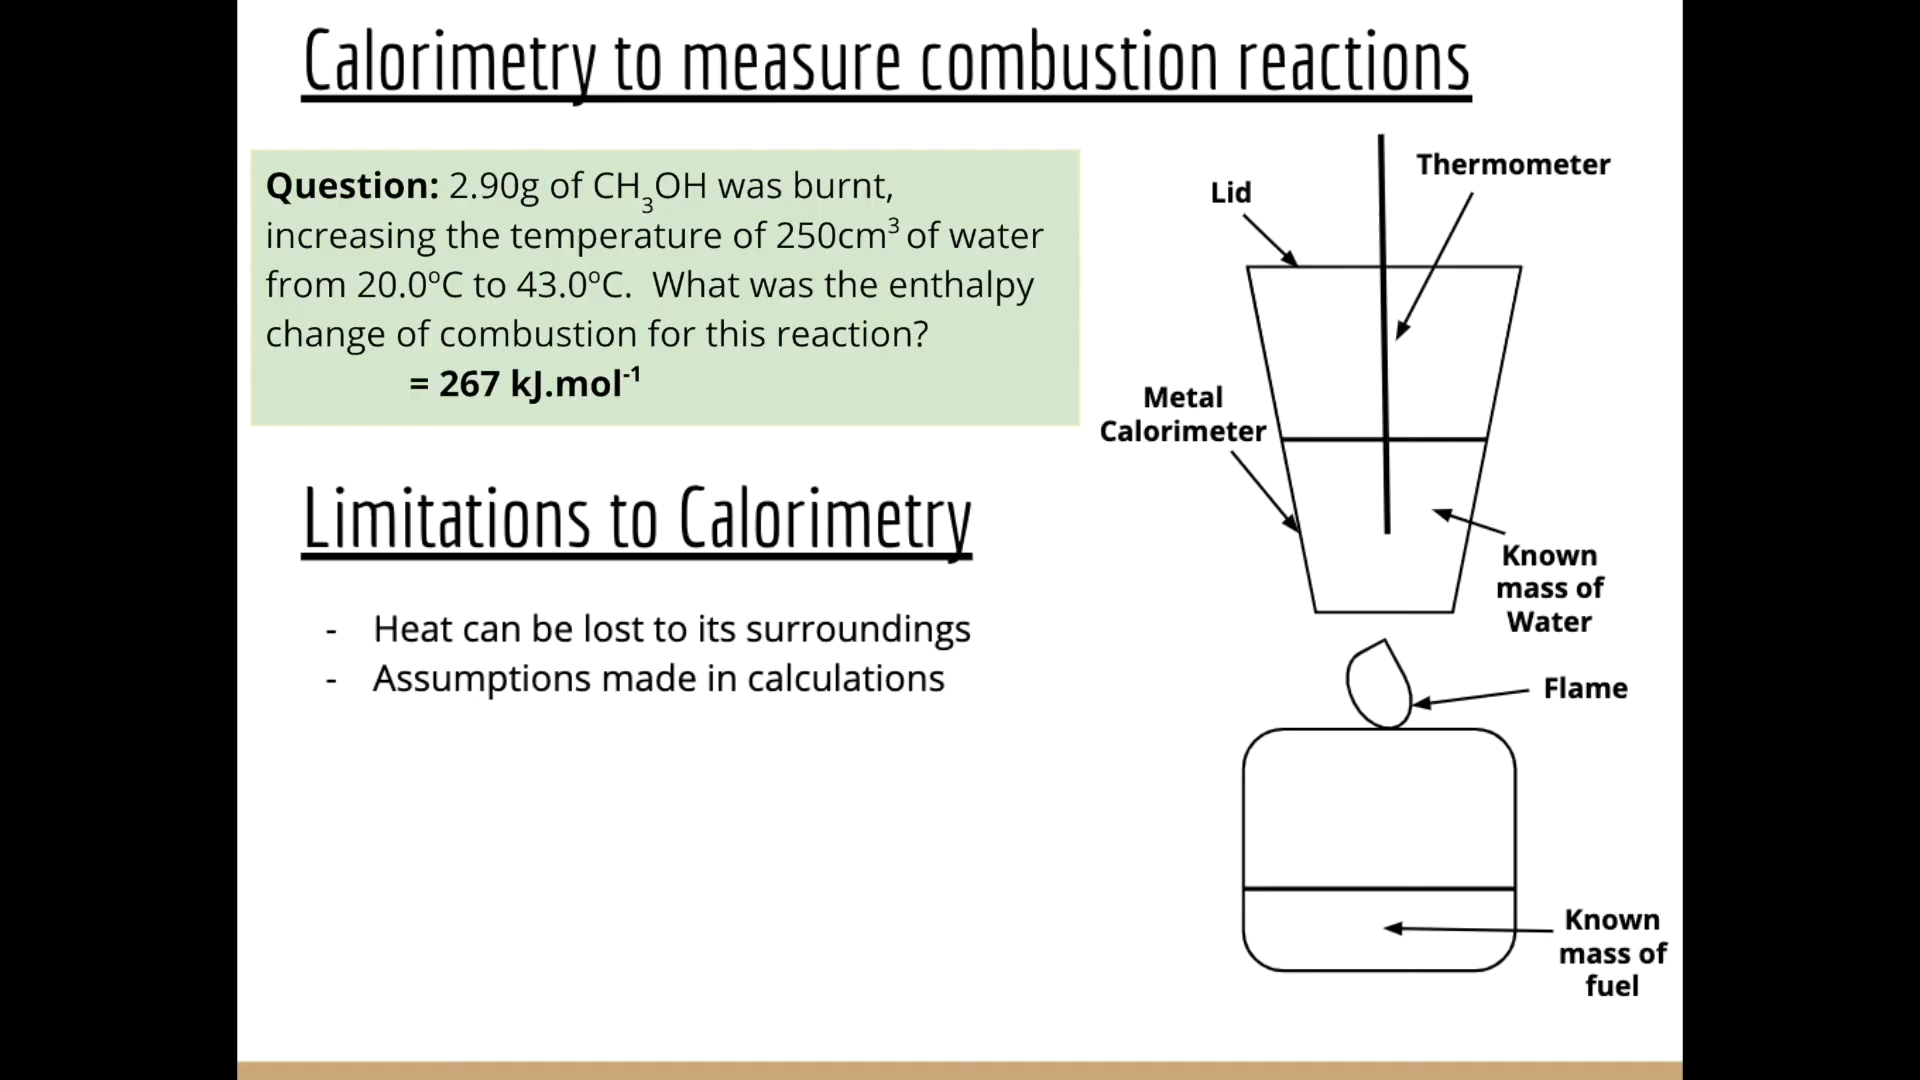 Calorimetry to measure combustion reactions
Question: 2.90g of CH₃OH was burnt,
increasing the temperature of 250cm³ of water
from 20.0ºC to 43.0ºC.  What was the enthalpy
change of combustion for this reaction?
= 267 kJ.mol⁻¹
Limitations to Calorimetry
- Heat can be lost to its surroundings
- Assumptions made in calculations
Thermometer
Lid
Metal
Calorimeter
Known
mass of
Water
Flame
Known
mass of
fuel